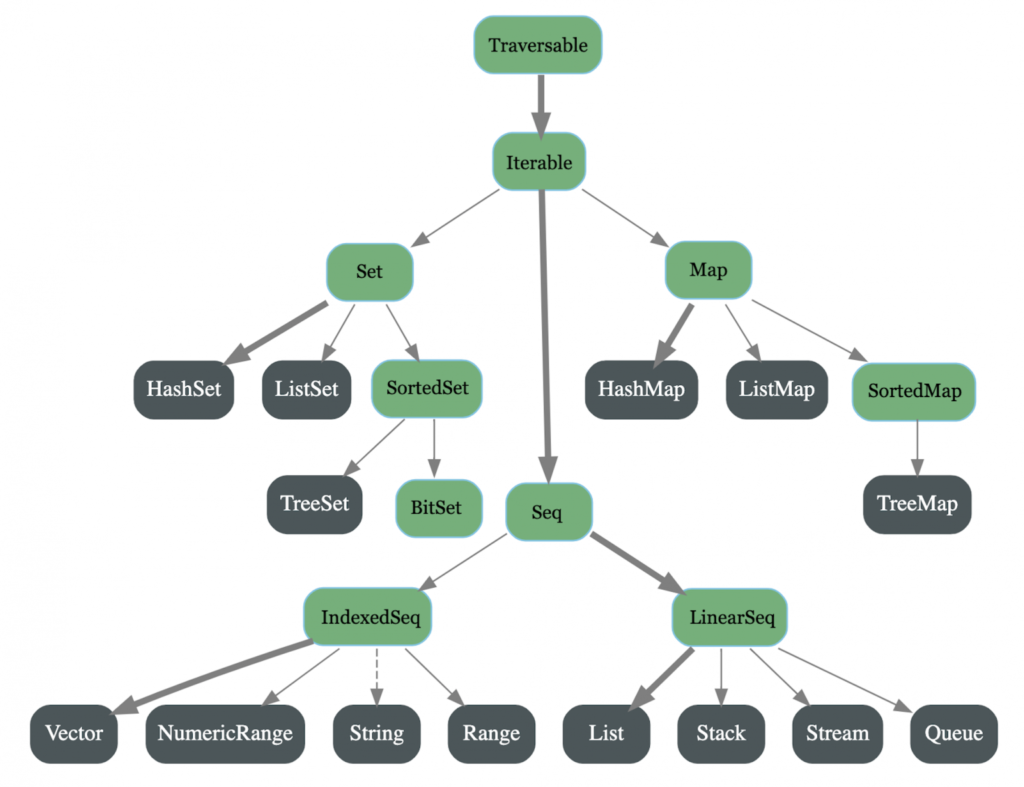 Traversable
Iterable
Set
Map
HashSet
ListSet
SortedSet
HashMap
ListMap
SortedMap
TreeSet
BitSet
Seq
TreeMap
IndexedSeq
LinearSeq
Vector
NumericRange
String
Range
List
Stack
Stream
Queue